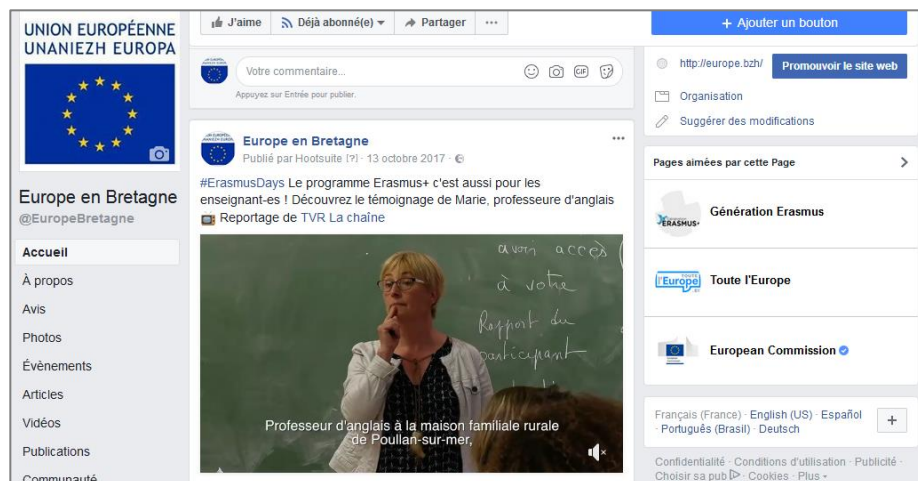 UNION EUROPÉENNE
UNANIEZH EUROPA
Europe en Bretagne
@EuropeBretagne
Accueil
À propos
Avis
Photos
Évènements
Articles
Vidéos
Publications
Communauté
J'aime
Déjà abonné(e)
Partager
Votre commentaire...
GIF
Appuyez sur Entrée pour publier.
Europe en Bretagne
Publié par Hootsuite [?] · 13 octobre 2017 ·
#ErasmusDays Le programme Erasmus+ c'est aussi pour les
enseignant-es ! Découvrez le témoignage de Marie, professeure d'anglais
Reportage de TVR La chaîne
avoir accès
à votre
Rapport du
participant
Professeur d'anglais à la maison familiale rurale
de Poullan-sur-mer,
+ Ajouter un bouton
http://europe.bzh/
Promouvoir le site web
Organisation
Suggérer des modifications
Pages aimées par cette Page
ERASMUS+
Génération Erasmus
TOUTE
l'Europe
Toute l'Europe
European Commission
Français (France) · English (US) · Español
· Português (Brasil) · Deutsch
Confidentialité · Conditions d'utilisation · Publicité ·
Choisir sa pub · Cookies · Plus